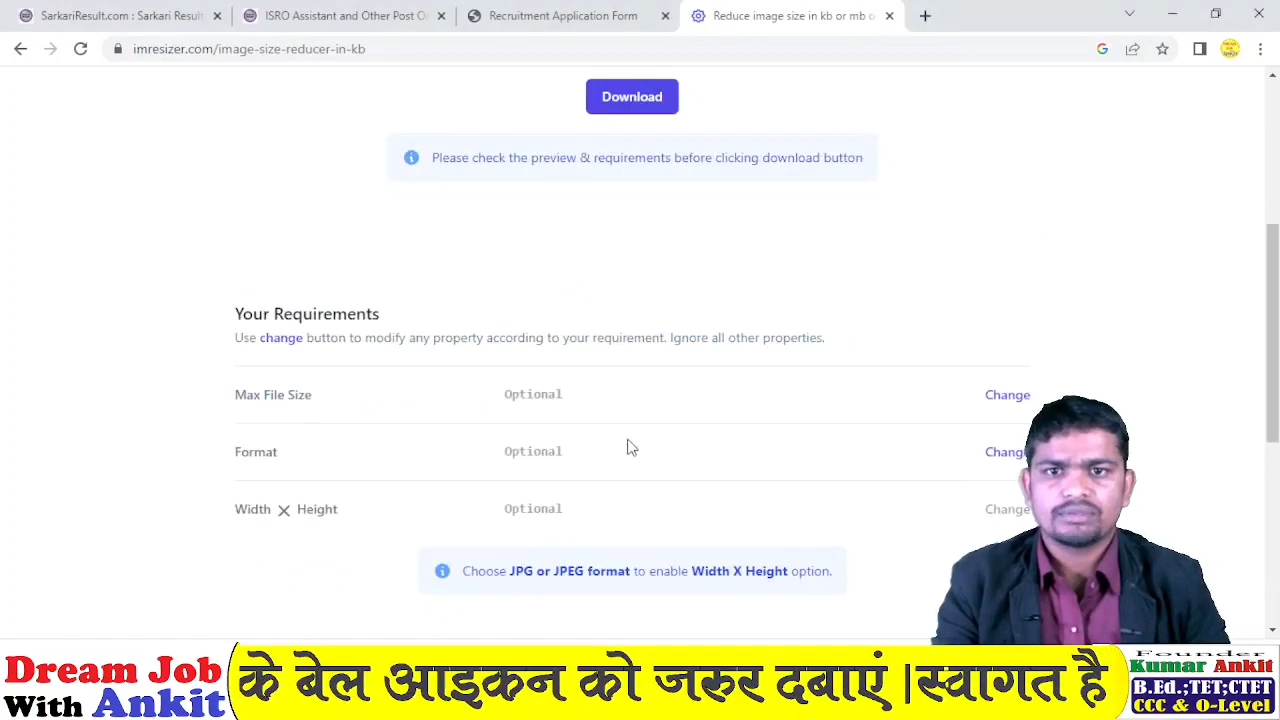 SarkariResult.com : Sarkari Result,
ISRO Assistant and Other Post On
Recruitment Application Form
Reduce image size in kb or mb o
imresizer.com/image-size-reducer-in-kb
Download
Please check the preview & requirements before clicking download button
Your Requirements
Use change button to modify any property according to your requirement. Ignore all other properties.
Max File Size Optional Change
Format Optional Chang
Width X Height Optional Change
Choose JPG or JPEG format to enable Width X Height option.
Dream Job
With Ankit
के बेल आइकन को जरुर दबाएं |स्वागत है
Founder
Kumar Ankit
B.Ed.;TET;CTET
CCC & O-Level